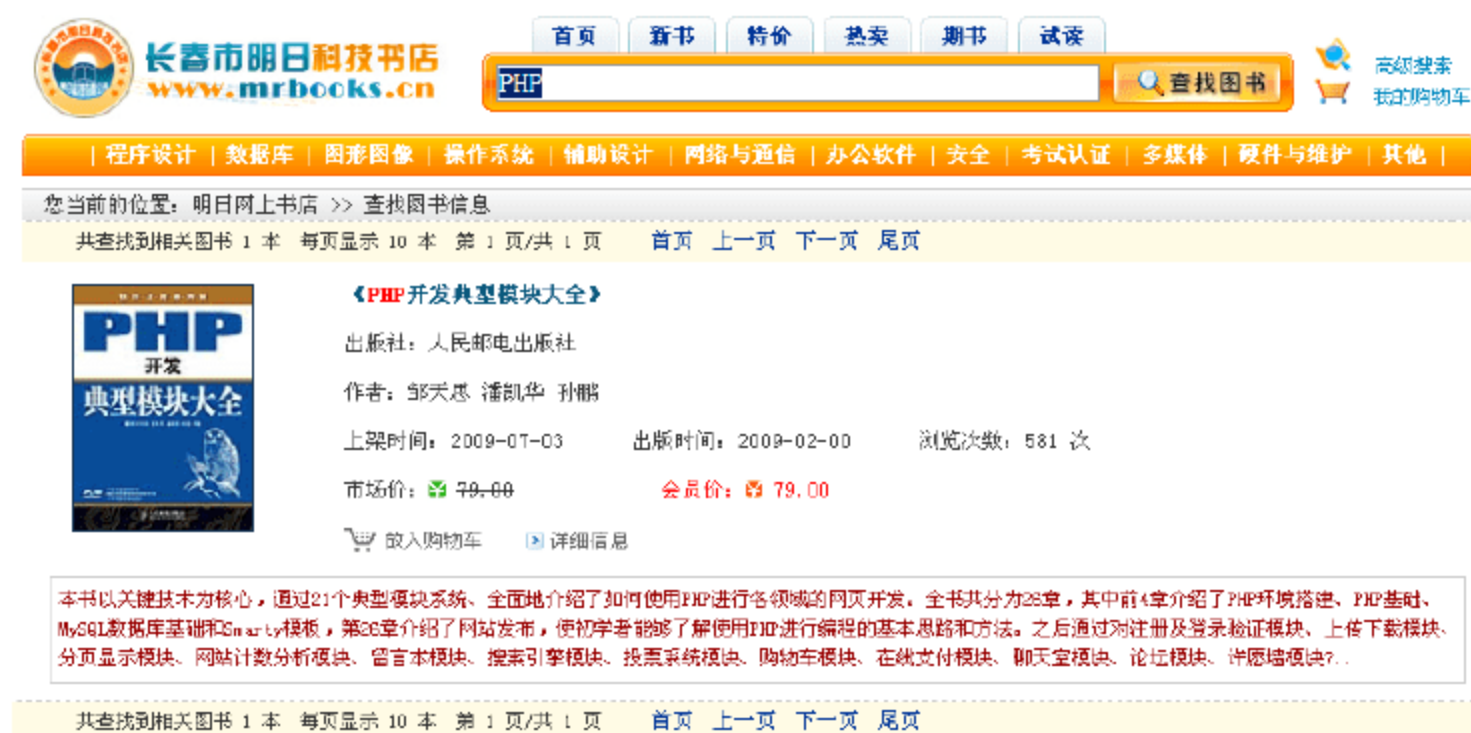 首页 新书 特价 热卖 期书 试读
长春市明日科技书店
www.mrbooks.cn
PHP 查找图书
高级搜索
我的购物车
| 程序设计 | 数据库 | 图形图像 | 操作系统 | 辅助设计 | 网络与通信 | 办公软件 | 安全 | 考试认证 | 多媒体 | 硬件与维护 | 其他 |
您当前的位置：明日网上书店 >> 查找图书信息
共查找到相关图书 1 本 每页显示 10 本 第 1 页/共 1 页 首页 上一页 下一页 尾页
PHP
开发
典型模块大全
《PHP开发典型模块大全》
出版社：人民邮电出版社
作者：邹天思 潘凯华 孙鹏
上架时间：2009-07-03 出版时间：2009-02-00 浏览次数：581 次
市场价：79.00 会员价：79.00
放入购物车 详细信息
本书以关键技术为核心，通过21个典型模块系统、全面地介绍了如何使用PHP进行各领域的网页开发。全书共分为26章，其中前4章介绍了PHP环境搭建、PHP基础、
MySQL数据库基础和Smarty模板，第26章介绍了网站发布，使初学者能够了解使用PHP进行编程的基本思路和方法。之后通过对注册及登录验证模块、上传下载模块、
分页显示模块、网站计数分析模块、留言本模块、搜索引擎模块、投票系统模块、购物车模块、在线支付模块、聊天室模块、论坛模块、许愿墙模块?..
共查找到相关图书 1 本 每页显示 10 本 第 1 页/共 1 页 首页 上一页 下一页 尾页